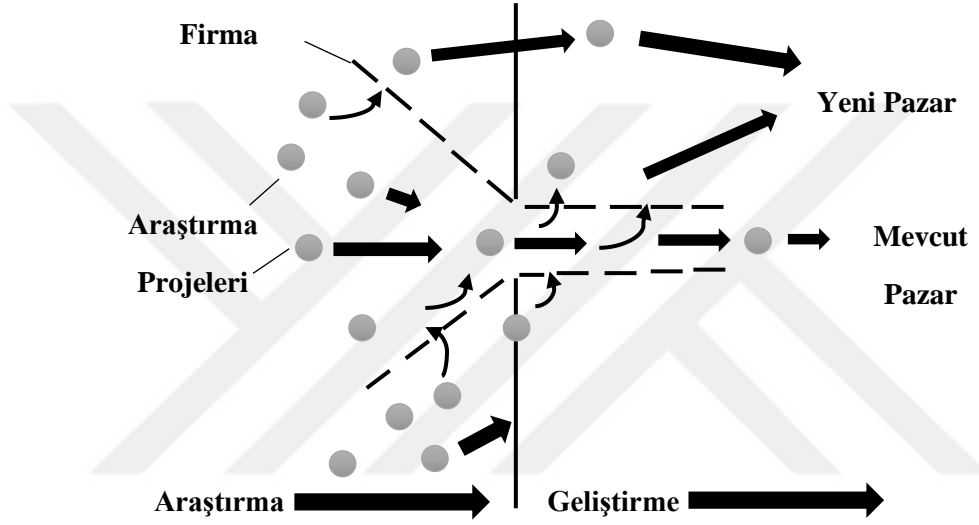 Firma
Yeni Pazar
Araştırma
Projeleri
Mevcut
Pazar
Araştırma
Geliştirme